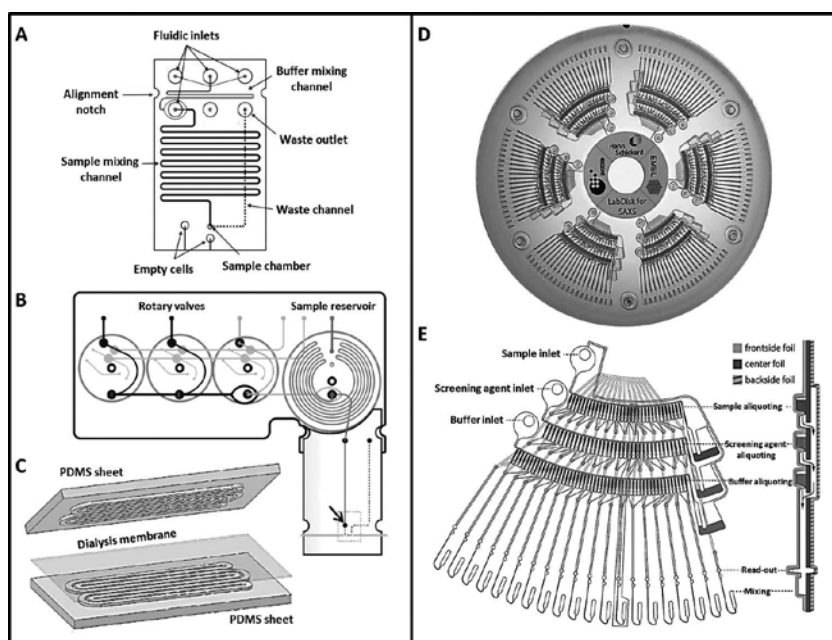 A
Fluidic inlets
Buffer mixing
channel
Alignment
notch
Waste outlet
Sample mixing
channel
Waste channel
Empty cells
Sample chamber
B
Rotary valves
Sample reservoir
C
PDMS sheet
Dialysis membrane
PDMS sheet
D
Hahn
Schickard
EMBL
LabDisk for
SAXS
E
Sample inlet
Screening agent inlet
Buffer inlet
frontside foil
center foil
backside foil
Sample aliquoting
Screening agent
aliquoting
Buffer aliquoting
Read-out
Mixing